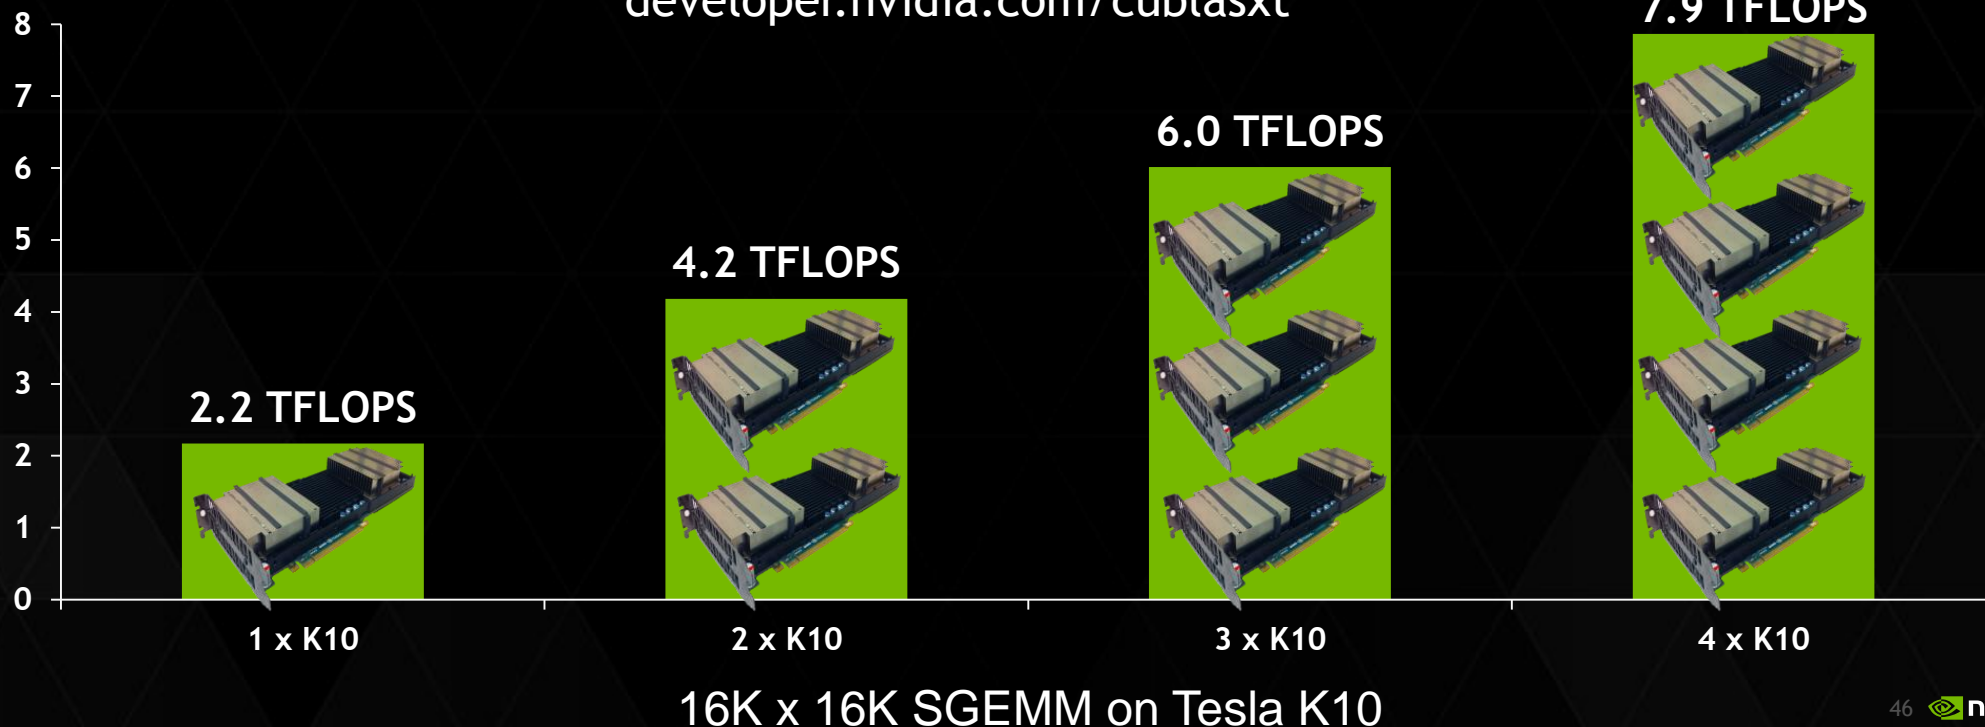 developer.nvidia.com/cublasxt
8
7.9 TFLOPS
7
6.0 TFLOPS
6
5
4.2 TFLOPS
4
3
2.2 TFLOPS
2
1
0
1 x K10 2 x K10 3 x K10 4 x K10
16K x 16K SGEMM on Tesla K10
46